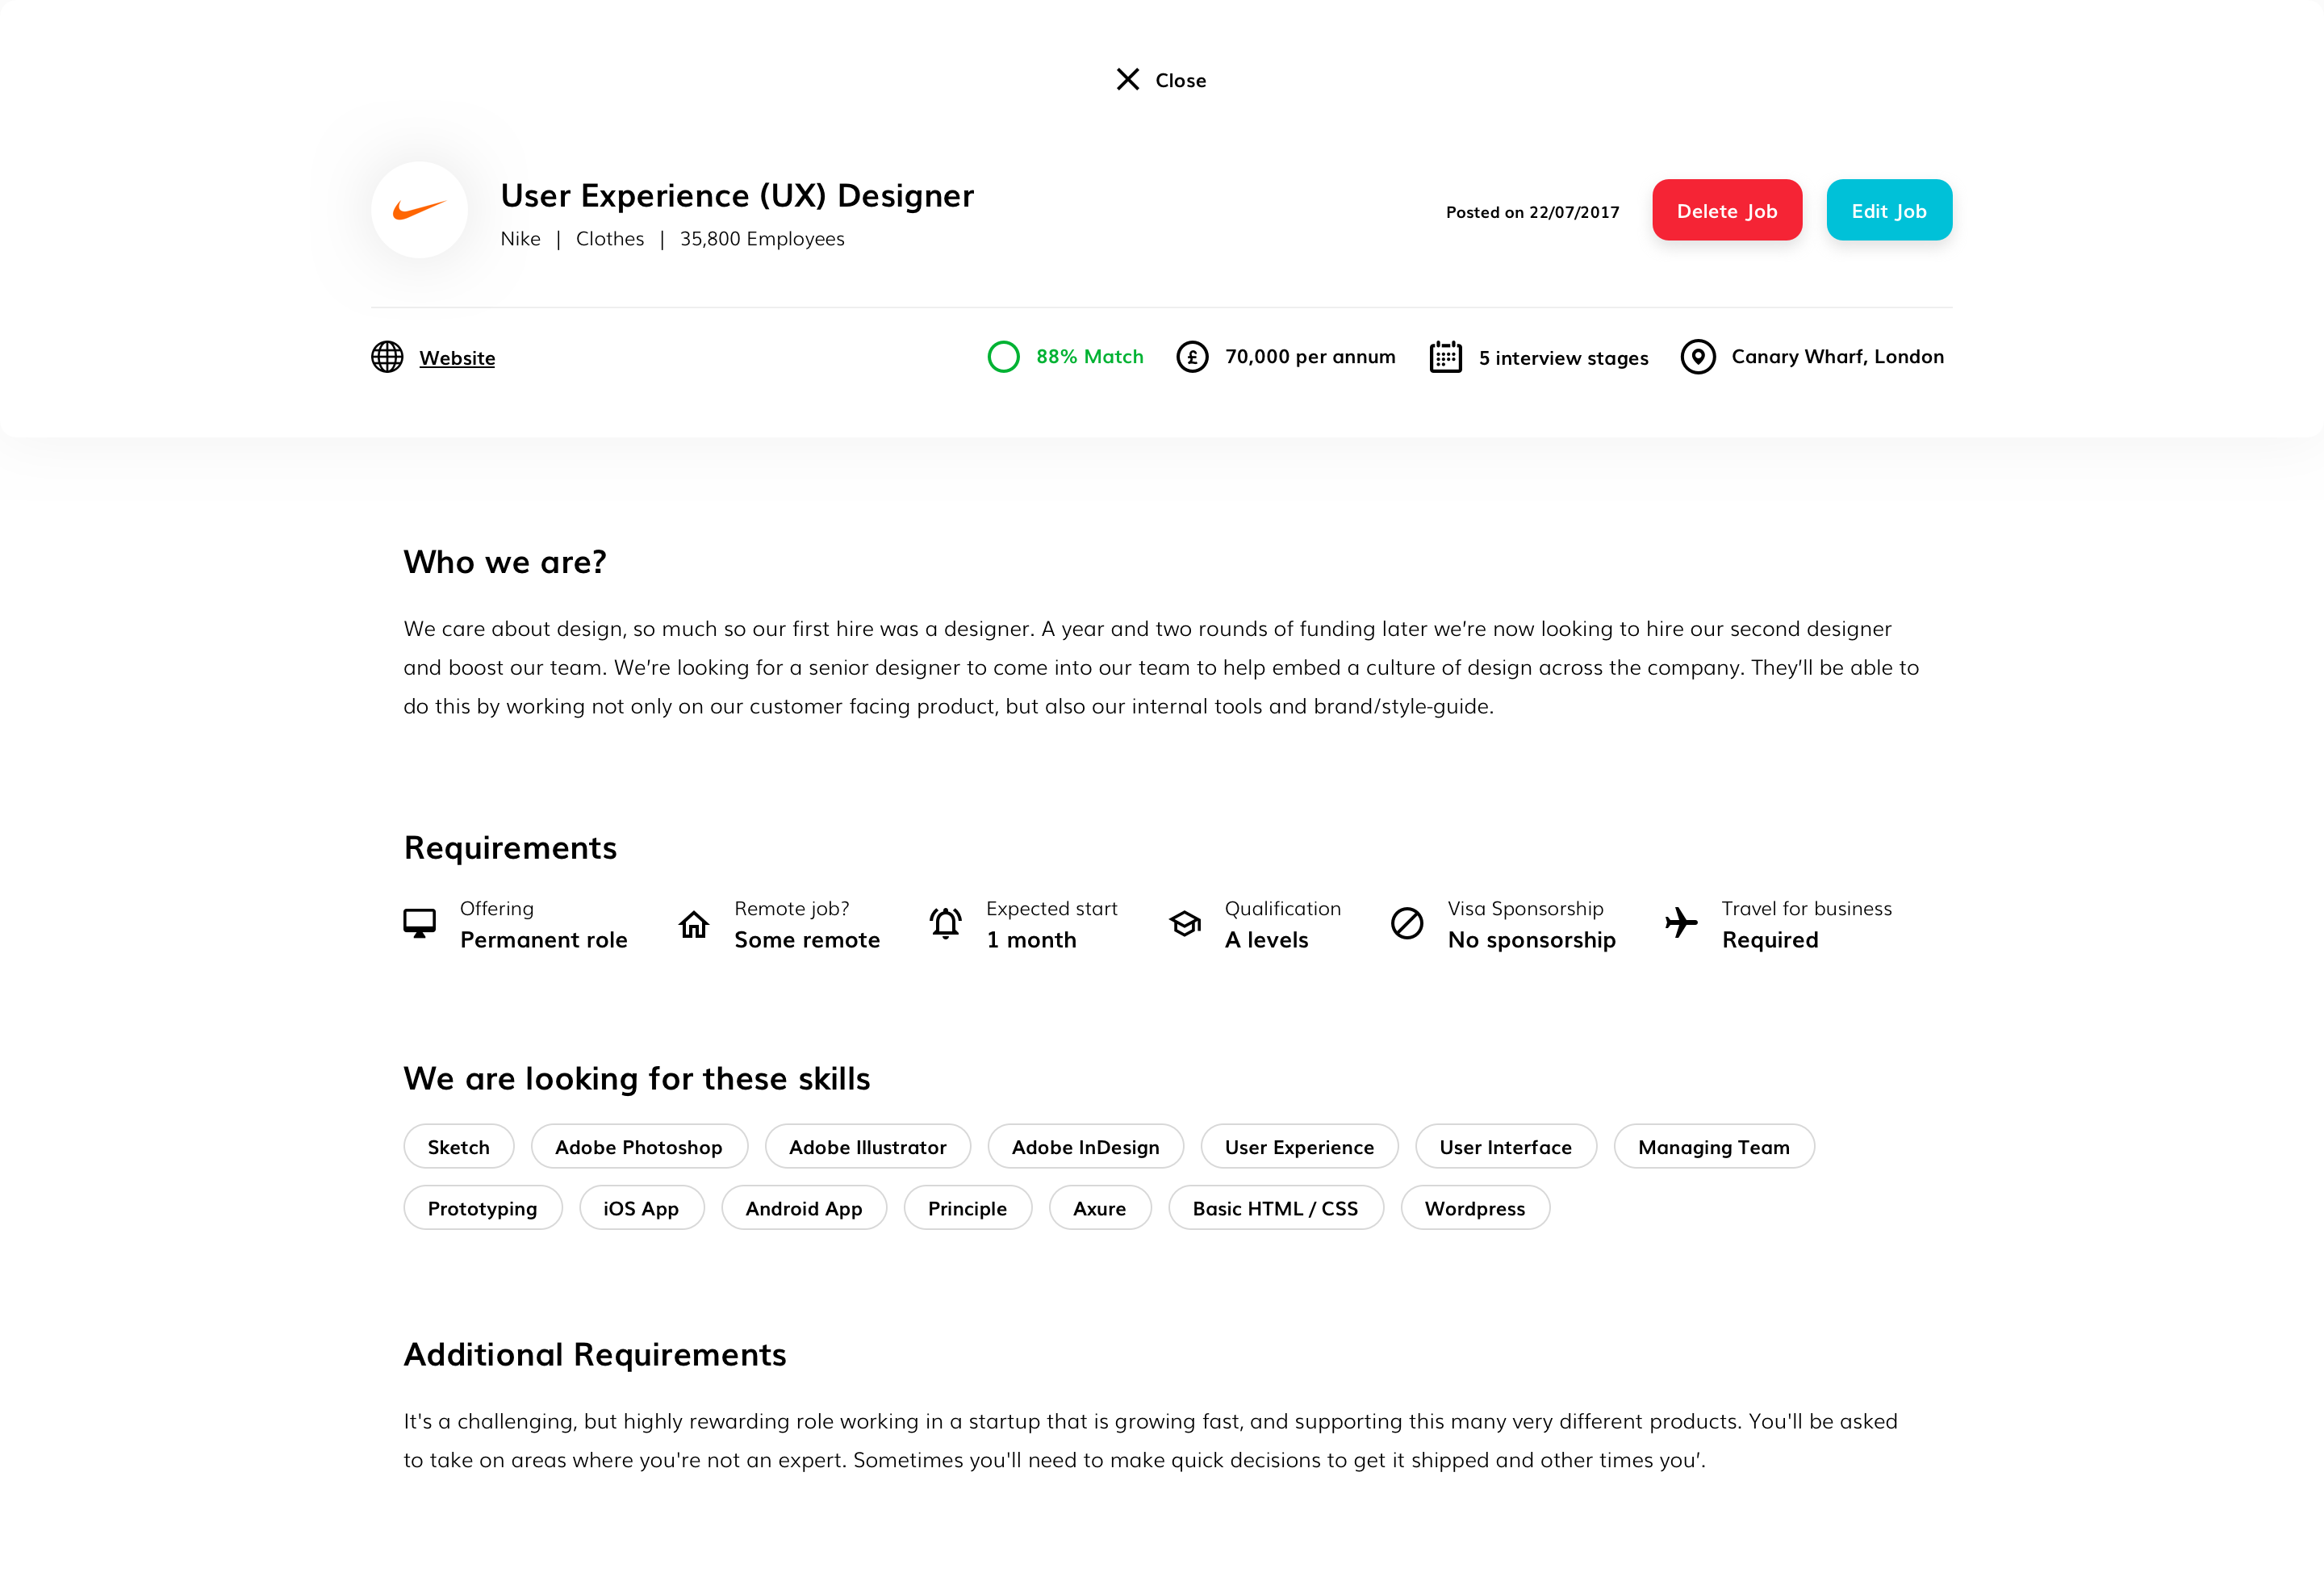 Close
User Experience (UX) Designer
Nike | Clothes | 35,800 Employees
Posted on 22/07/2017
Delete Job
Edit Job
Website
88% Match
£ 70,000 per annum
5 interview stages
Canary Wharf, London
Who we are?
We care about design, so much so our first hire was a designer. A year and two rounds of funding later we’re now looking to hire our second designer
and boost our team. We’re looking for a senior designer to come into our team to help embed a culture of design across the company. They’ll be able to
do this by working not only on our customer facing product, but also our internal tools and brand/style-guide.
Requirements
Offering
Permanent role
Remote job?
Some remote
Expected start
1 month
Qualification
A levels
Visa Sponsorship
No sponsorship
Travel for business
Required
We are looking for these skills
Sketch
Adobe Photoshop
Adobe Illustrator
Adobe InDesign
User Experience
User Interface
Managing Team
Prototyping
iOS App
Android App
Principle
Axure
Basic HTML / CSS
Wordpress
Additional Requirements
It's a challenging, but highly rewarding role working in a startup that is growing fast, and supporting this many very different products. You'll be asked
to take on areas where you're not an expert. Sometimes you'll need to make quick decisions to get it shipped and other times you’.